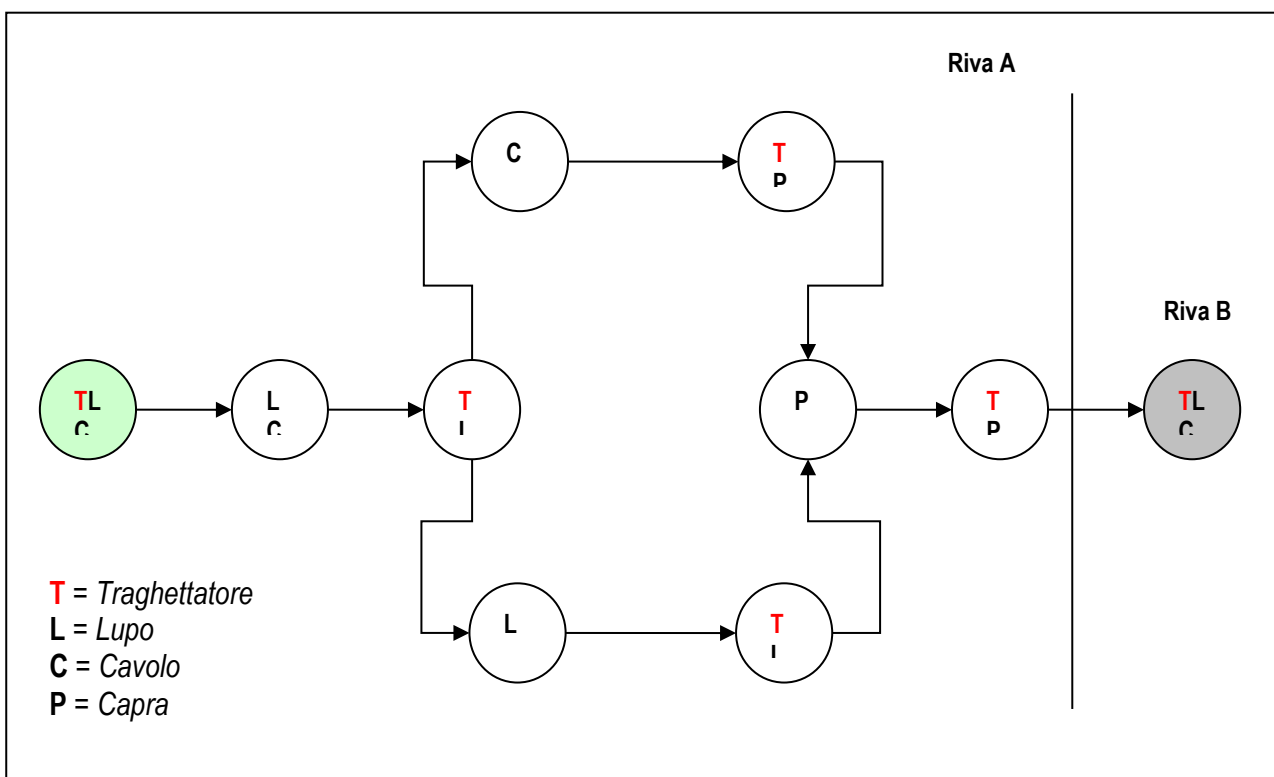 Riva A
C
T
P
Riva B
TL
C
L
C
T
P
T
P
TL
C
L
T
T = Traghettatore
L = Lupo
C = Cavolo
P = Capra